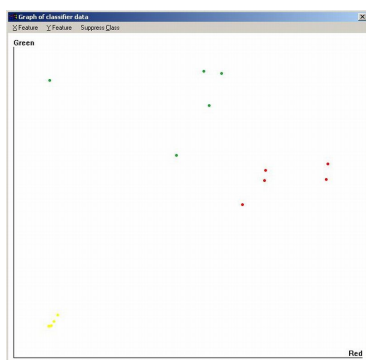 Graph of classifier data
X Feature Y Feature Suppress Class
Green
Red